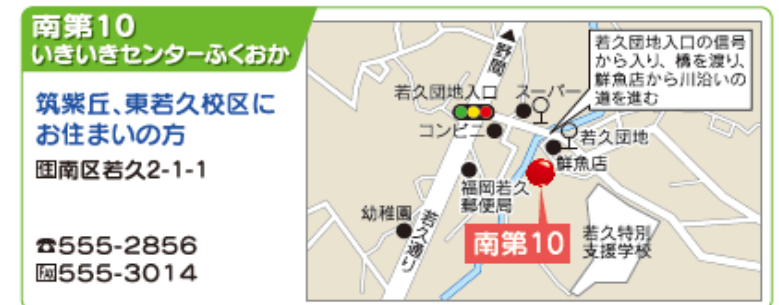 南第10
いきいきセンターふくおか
筑紫丘、東若久校区に
お住まいの方
住南区若久2-1-1
☎555-2856
FAX555-3014
▲野間
若久団地入口の信号
から入り、橋を渡り、
鮮魚店から川沿いの
道を進む
若久団地入口
スーパー
コンビニ
若久団地
鮮魚店
福岡若久
郵便局
幼稚園
若久通り
南第10
若久特別
支援学校